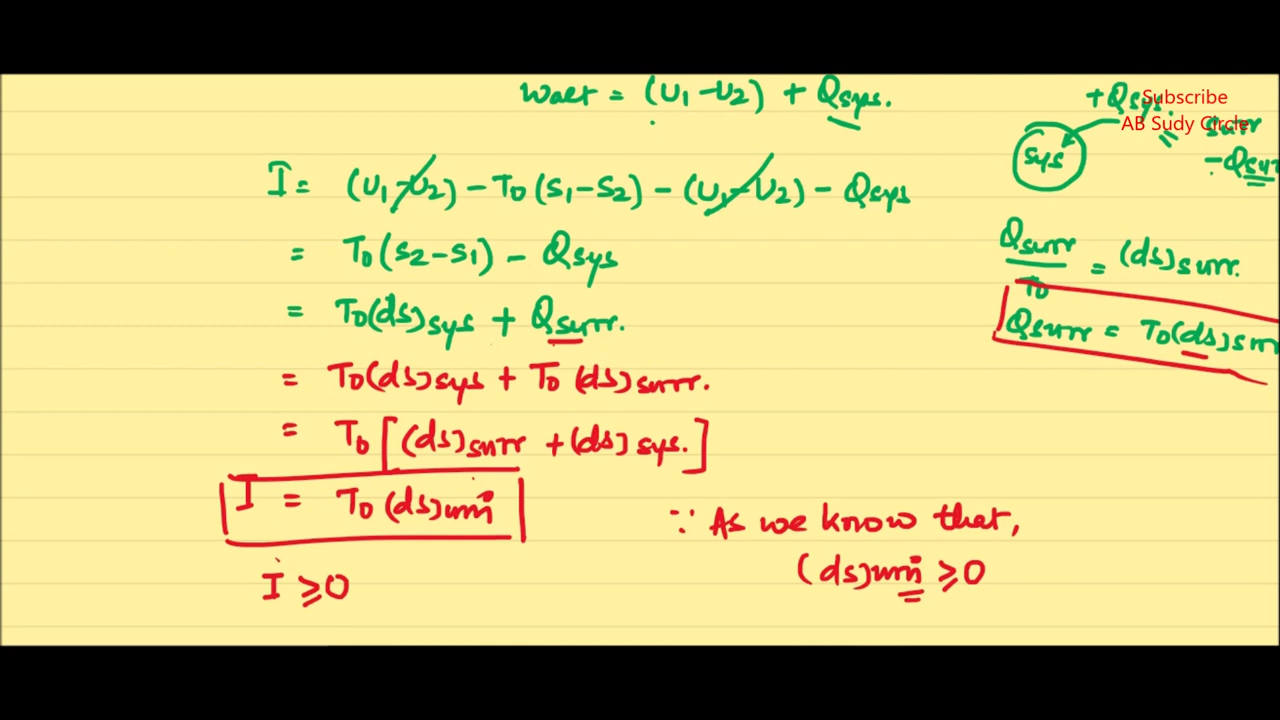 Wact = (U1 - U2) + Qsys.
I = (U1 - U2) - T0 (S1 - S2) - (U1 - U2) - Qsys
= T0 (S2 - S1) - Qsys
= T0 (ds)sys + Qsurr.
= T0 (ds)sys + T0 (ds)surr.
= T0 [(ds)surr + (ds)sys.]
I = T0 (ds)uni
I ≥ 0
∵ As we know that,
(ds)uni ≥ 0
+Qsys.
Subscribe
AB Sudy Circle
surr
sys
-Qsys
Qsurr
T0
= (ds)surr.
Qsurr = T0 (ds)surr